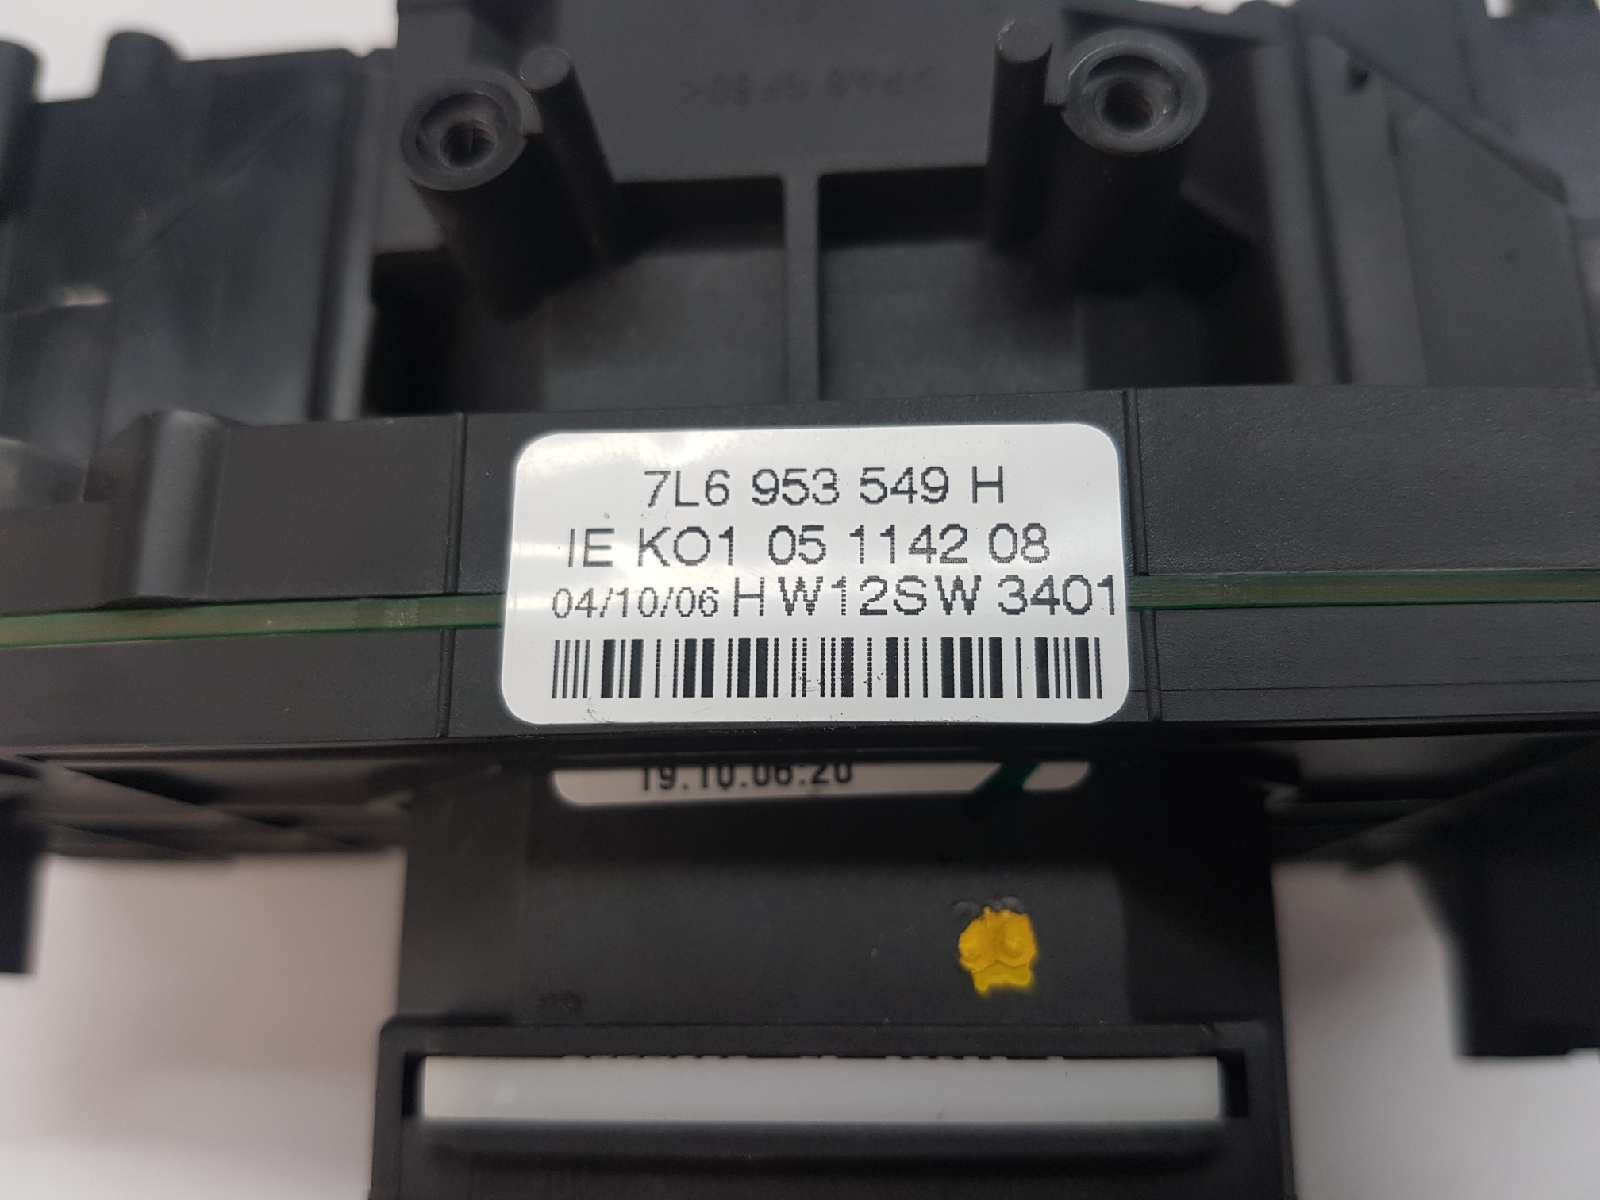 7L6 953 549 H
IE KO1 05 1142 08
04/10/06 HW12SW 3401
19.10.06:20